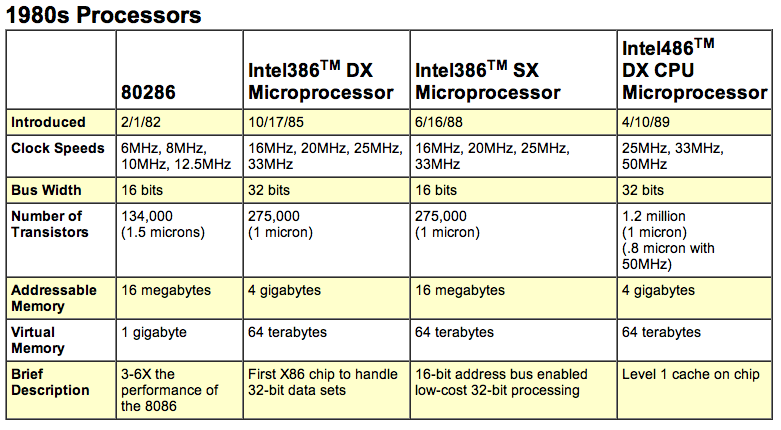 1980s Processors
80286
Intel386™ DX
Microprocessor
Intel386™ SX
Microprocessor
Intel486™
DX CPU
Microprocessor
Introduced
2/1/82
10/17/85
6/16/88
4/10/89
Clock Speeds
6MHz, 8MHz,
10MHz, 12.5MHz
16MHz, 20MHz, 25MHz,
33MHz
16MHz, 20MHz, 25MHz,
33MHz
25MHz, 33MHz,
50MHz
Bus Width
16 bits
32 bits
16 bits
32 bits
Number of
Transistors
134,000
(1.5 microns)
275,000
(1 micron)
275,000
(1 micron)
1.2 million
(1 micron)
(.8 micron with
50MHz)
Addressable
Memory
16 megabytes
4 gigabytes
16 megabytes
4 gigabytes
Virtual
Memory
1 gigabyte
64 terabytes
64 terabytes
64 terabytes
Brief
Description
3-6X the
performance of
the 8086
First X86 chip to handle
32-bit data sets
16-bit address bus enabled
low-cost 32-bit processing
Level 1 cache on chip